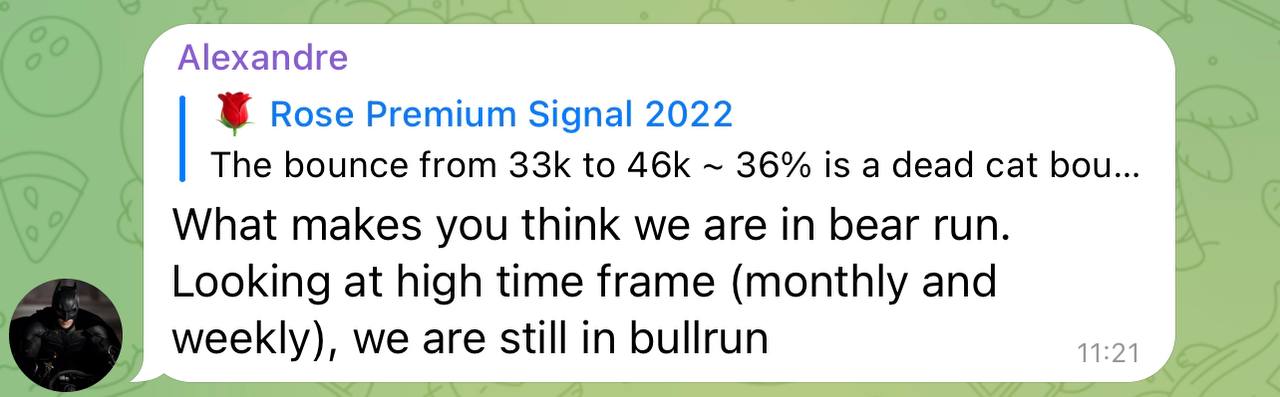 Alexandre
🌹 Rose Premium Signal 2022
The bounce from 33k to 46k ~ 36% is a dead cat bou...
What makes you think we are in bear run.
Looking at high time frame (monthly and
weekly), we are still in bullrun
11:21